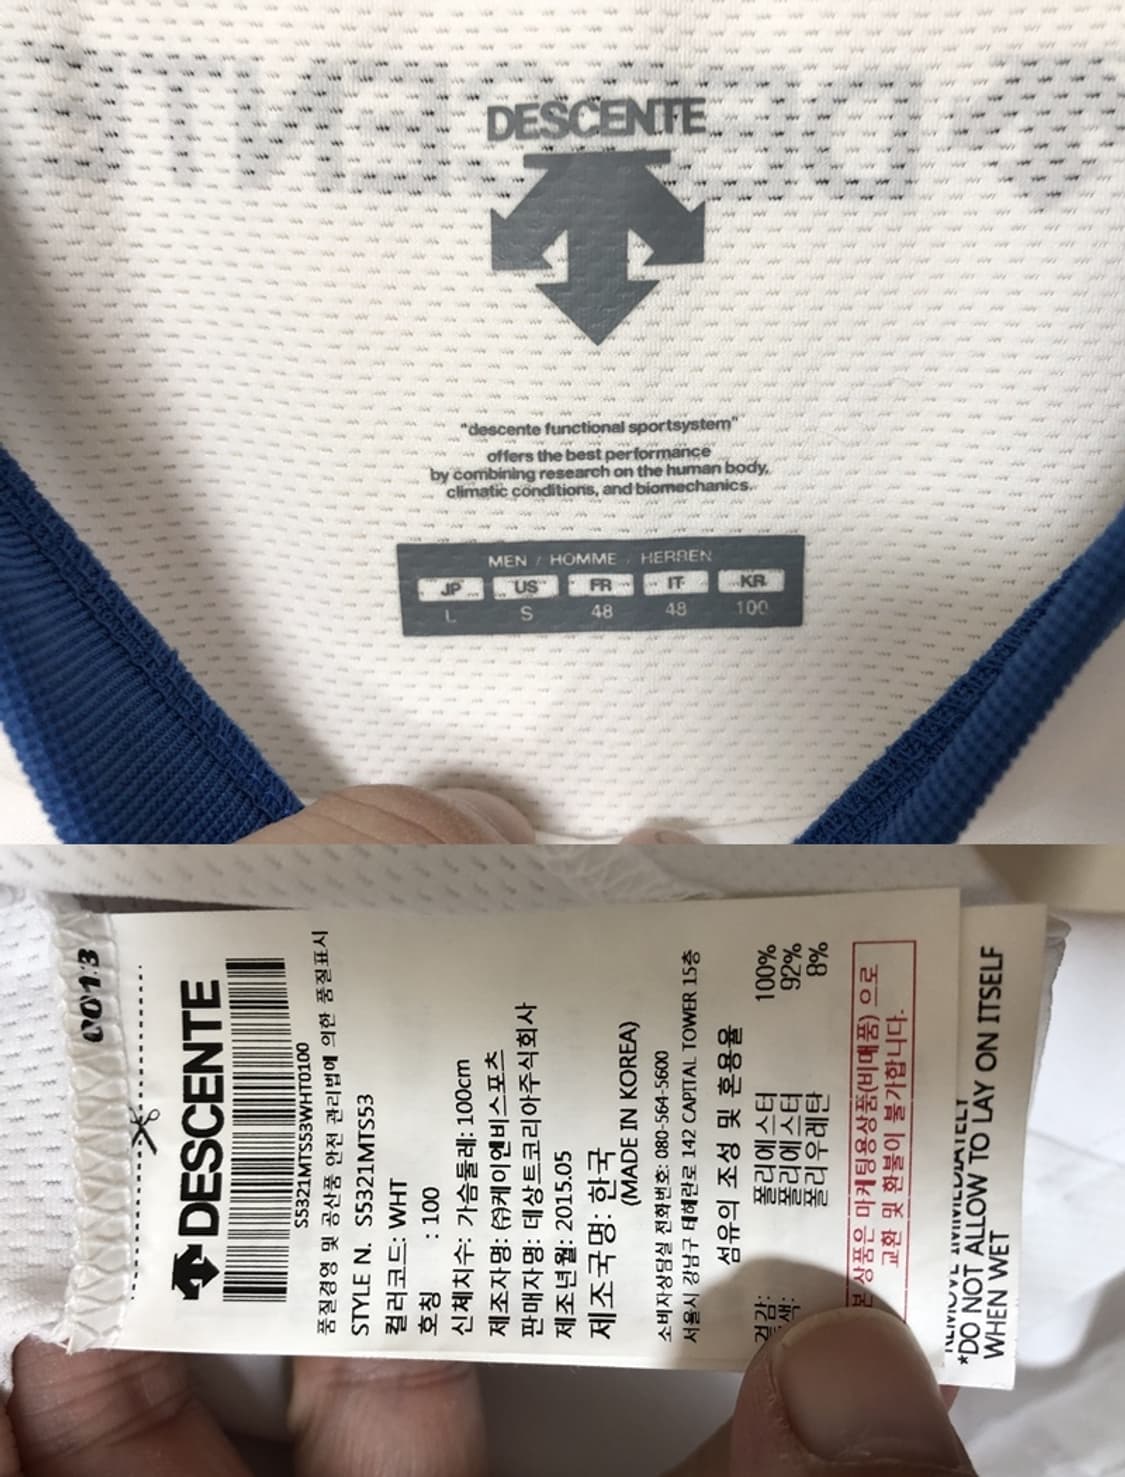 DESCENTE
"descente functional sportsystem"
offers the best performance
by combining research on the human body,
climatic conditions, and biomechanics.
MEN / HOMME / HERREN
JP US FR IT KR
L S 48 48 100
0013
DESCENTE
S5321MTS53WHT0100
품질경영 및 공산품 안전 관리법에 의한 품질표시
STYLE N. S5321MTS53
컬러코드: WHT
호칭 : 100
신체치수: 가슴둘레: 100cm
제조자명: ㈜케이엔비스포츠
판매자명: 데상트코리아주식회사
제조년월: 2015.05
제조국명: 한국
(MADE IN KOREA)
소비자상담실 전화번호: 080-564-5600
서울시 강남구 테헤란로 142 CAPITAL TOWER 15층
섬유의 조성 및 혼용율
겉감: 폴리에스터 100%
폴리에스터 92%
폴리우레탄 8%
본 상품은 마케팅용상품(비매품) 으로
교환 및 환불이 불가합니다.
REMOVE IMMEDIATELY
*DO NOT ALLOW TO LAY ON ITSELF
WHEN WET